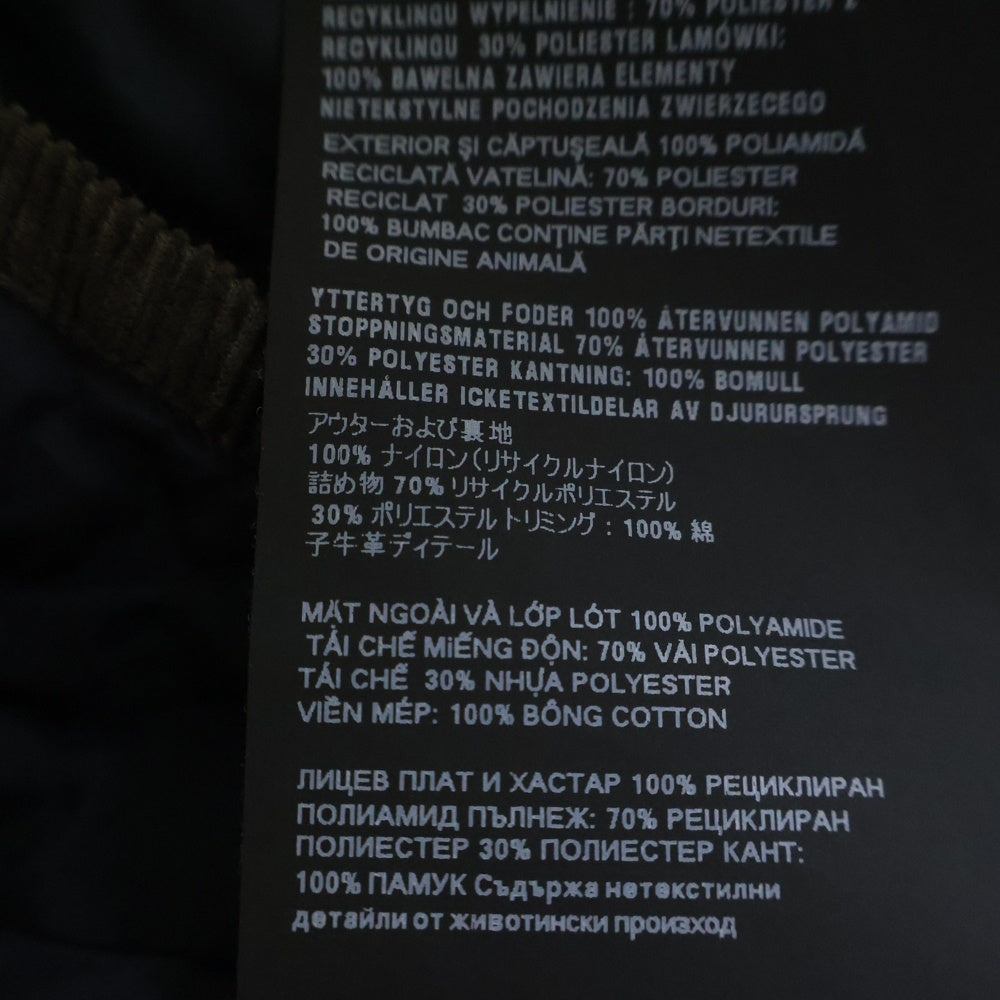 RECYKLINGU WYPEŁNIENIE : 70% POLIESTER Z
RECYKLINGU 30% POLIESTER LAMÓWKI:
100% BAWEŁNA ZAWIERA ELEMENTY
NIETEKSTYLNE POCHODZENIA ZWIERZĘCEGO
EXTERIOR ȘI CĂPTUȘEALĂ 100% POLIAMIDĂ
RECICLATĂ VATELINĂ: 70% POLIESTER
RECICLAT 30% POLIESTER BORDURI:
100% BUMBAC CONȚINE PĂRȚI NETEXTILE
DE ORIGINE ANIMALĂ
YTTERTYG OCH FODER 100% ÅTERVUNNEN POLYAMID
STOPPNINGSMATERIAL 70% ÅTERVUNNEN POLYESTER
30% POLYESTER KANTNING: 100% BOMULL
INNEHÅLLER ICKETEXTILDELAR AV DJURURSPRUNG
アウターおよび裏地
100% ナイロン(リサイクルナイロン)
詰め物 70% リサイクルポリエステル
30% ポリエステルトリミング : 100% 綿
子牛革ディテール
MẶT NGOÀI VÀ LỚP LÓT 100% POLYAMIDE
TÁI CHẾ MiẾNG ĐỘN: 70% VẢI POLYESTER
TÁI CHẾ 30% NHỰA POLYESTER
VIỀN MÉP: 100% BÔNG COTTON
ЛИЦЕВ ПЛАТ И ХАСТАР 100% РЕЦИКЛИРАН
ПОЛИАМИД ПЪЛНЕЖ: 70% РЕЦИКЛИРАН
ПОЛИЕСТЕР 30% ПОЛИЕСТЕР КАНТ:
100% ПАМУК Съдържа нетекстилни
детайли от животински произход